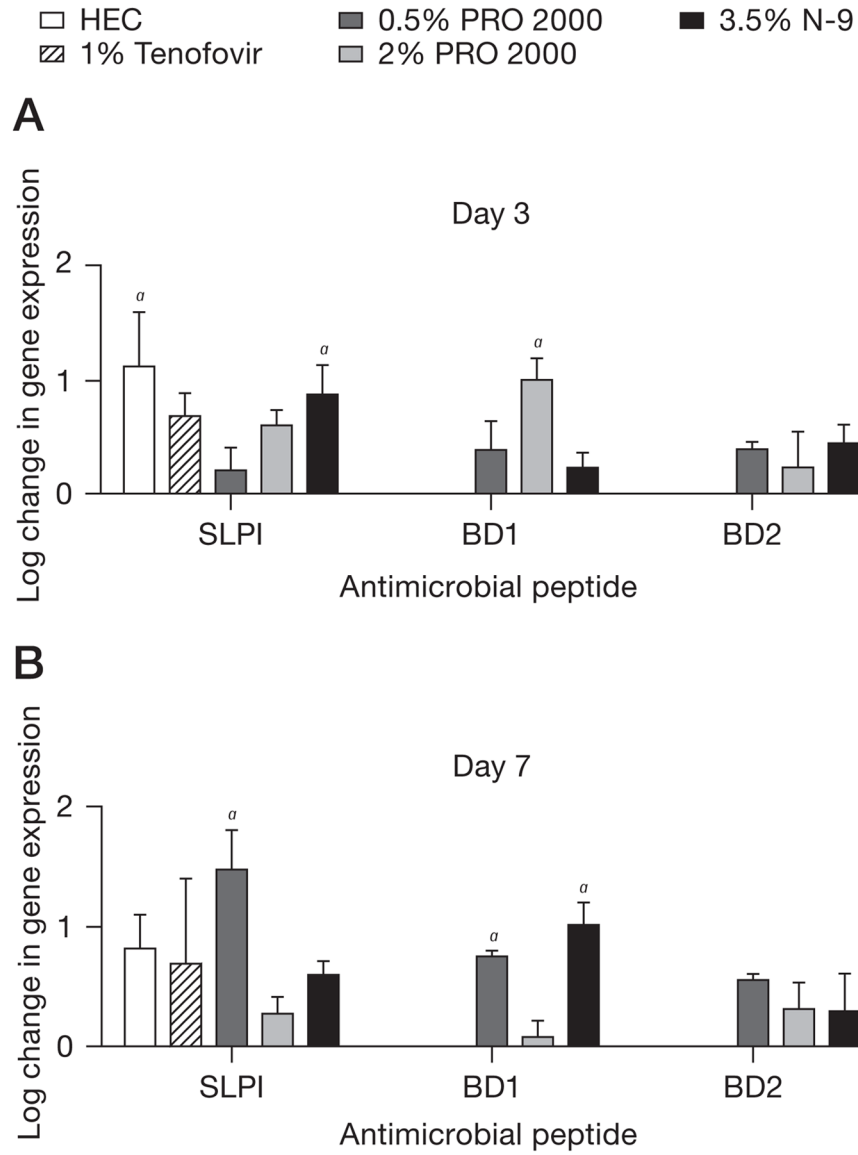 HEC
0.5% PRO 2000
3.5% N-9
1% Tenofovir
2% PRO 2000
A
Day 3
Log change in gene expression
2
1
0
a
a
a
SLPI
BD1
BD2
Antimicrobial peptide
B
Day 7
Log change in gene expression
2
1
0
a
a
a
SLPI
BD1
BD2
Antimicrobial peptide